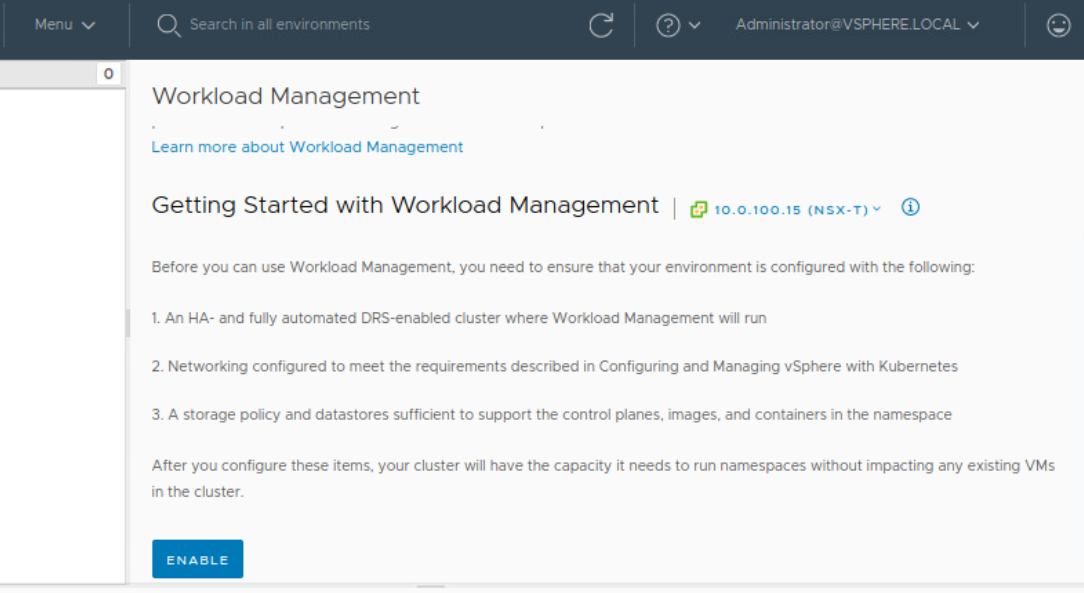 Menu
Search in all environments
Administrator@VSPHERE.LOCAL
0
Workload Management
Learn more about Workload Management
Getting Started with Workload Management | 10.0.100.15 (NSX-T)
Before you can use Workload Management, you need to ensure that your environment is configured with the following:
1. An HA- and fully automated DRS-enabled cluster where Workload Management will run
2. Networking configured to meet the requirements described in Configuring and Managing vSphere with Kubernetes
3. A storage policy and datastores sufficient to support the control planes, images, and containers in the namespace
After you configure these items, your cluster will have the capacity it needs to run namespaces without impacting any existing VMs
in the cluster.
ENABLE